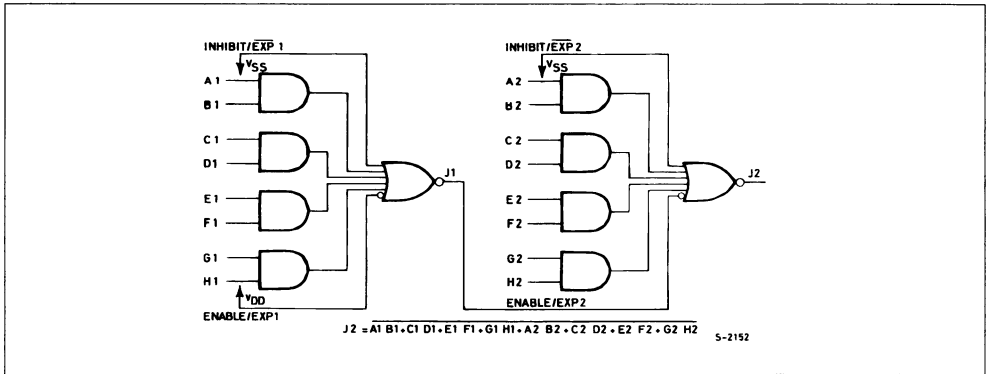 INHIBIT/EXP 1
INHIBIT/EXP 2
VSS
VSS
A1
A2
B1
B2
C1
C2
D1
D2
J1
J2
E1
E2
F1
F2
G1
G2
H1
H2
VDD
ENABLE/EXP1
ENABLE/EXP2
J2 = A1 B1+C1 D1+E1 F1+G1 H1+A2 B2+C2 D2+E2 F2+G2 H2
S-2152